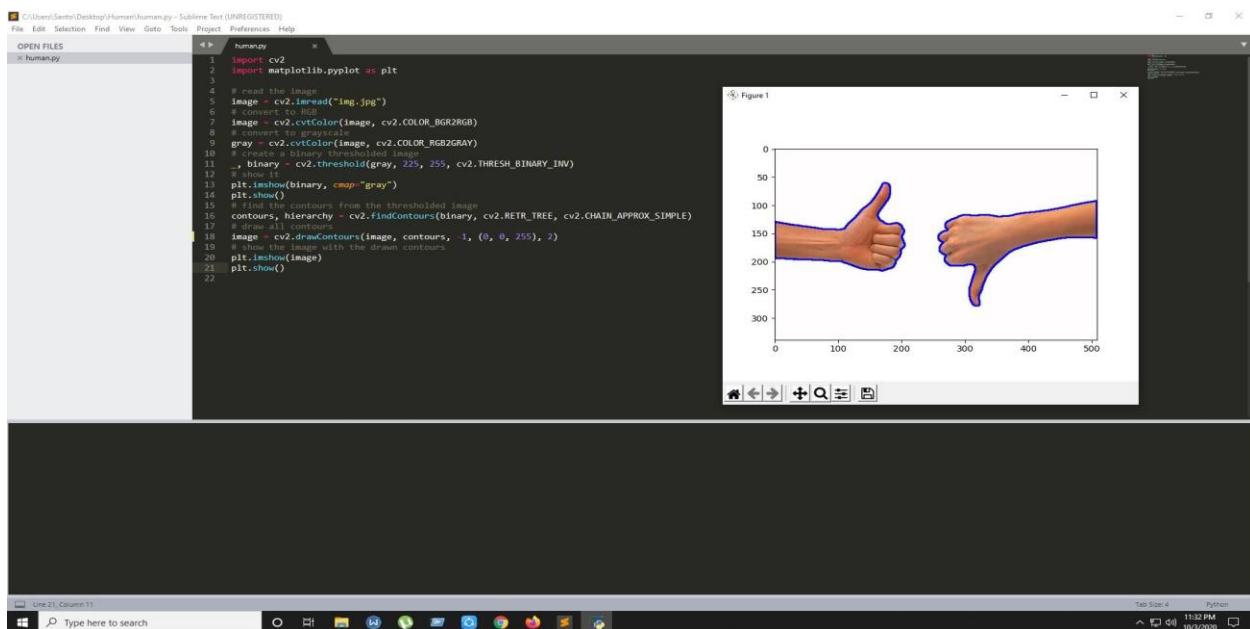 C:\Users\Santo\Desktop\Human\human.py - Sublime Text (UNREGISTERED)
File Edit Selection Find View Goto Tools Project Preferences Help
OPEN FILES
× human.py
human.py ×
1 import cv2
2 import matplotlib.pyplot as plt
3
4 # read the image
5 image = cv2.imread("img.jpg")
6 # convert to RGB
7 image = cv2.cvtColor(image, cv2.COLOR_BGR2RGB)
8 # convert to grayscale
9 gray = cv2.cvtColor(image, cv2.COLOR_RGB2GRAY)
10 # create a binary thresholded image
11 _, binary = cv2.threshold(gray, 225, 255, cv2.THRESH_BINARY_INV)
12 # show it
13 plt.imshow(binary, cmap="gray")
14 plt.show()
15 # find the contours from the thresholded image
16 contours, hierarchy = cv2.findContours(binary, cv2.RETR_TREE, cv2.CHAIN_APPROX_SIMPLE)
17 # draw all contours
18 image = cv2.drawContours(image, contours, -1, (0, 0, 255), 2)
19 # show the image with the drawn contours
20 plt.imshow(image)
21 plt.show()
22
Figure 1
0
50
100
150
200
250
300
0 100 200 300 400 500
Line 21, Column 11
Tab Size: 4 Python
Type here to search
11:32 PM
10/3/2020